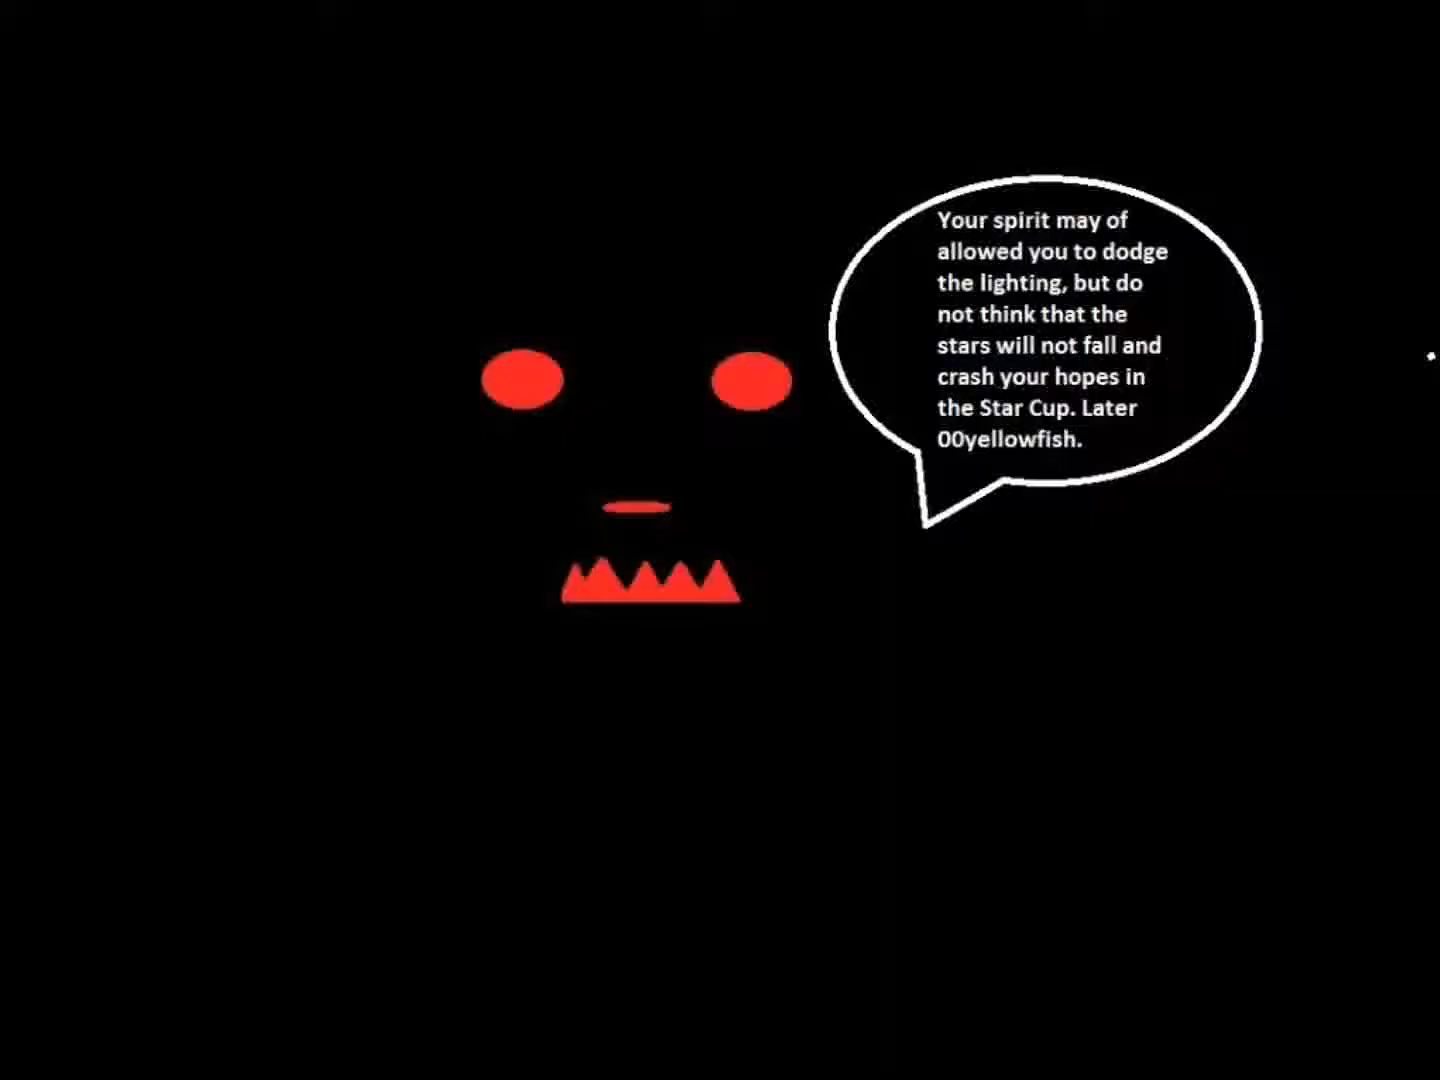 Your spirit may of
allowed you to dodge
the lighting, but do
not think that the
stars will not fall and
crash your hopes in
the Star Cup. Later
00yellowfish.